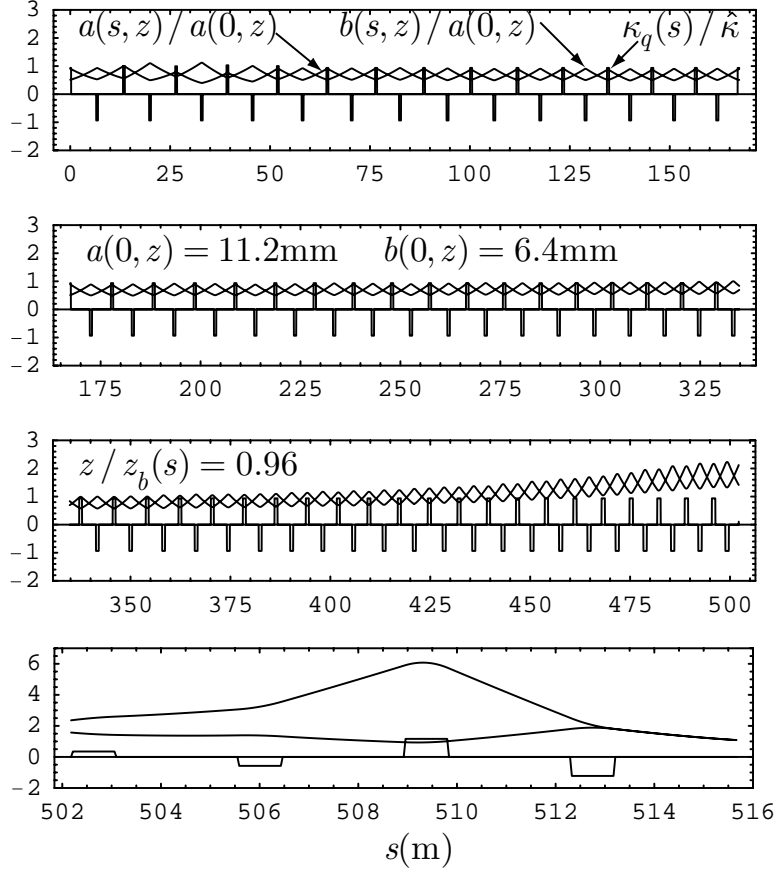 a(s, z) / a(0, z) b(s, z) / a(0, z) κ_q(s) / κ̂
3
2
1
0
−1
−2
0 25 50 75 100 125 150
a(0, z) = 11.2mm b(0, z) = 6.4mm
3
2
1
0
−1
−2
175 200 225 250 275 300 325
z / z_b(s) = 0.96
3
2
1
0
−1
−2
350 375 400 425 450 475 500
6
4
2
0
−2
502 504 506 508 510 512 514 516
s(m)